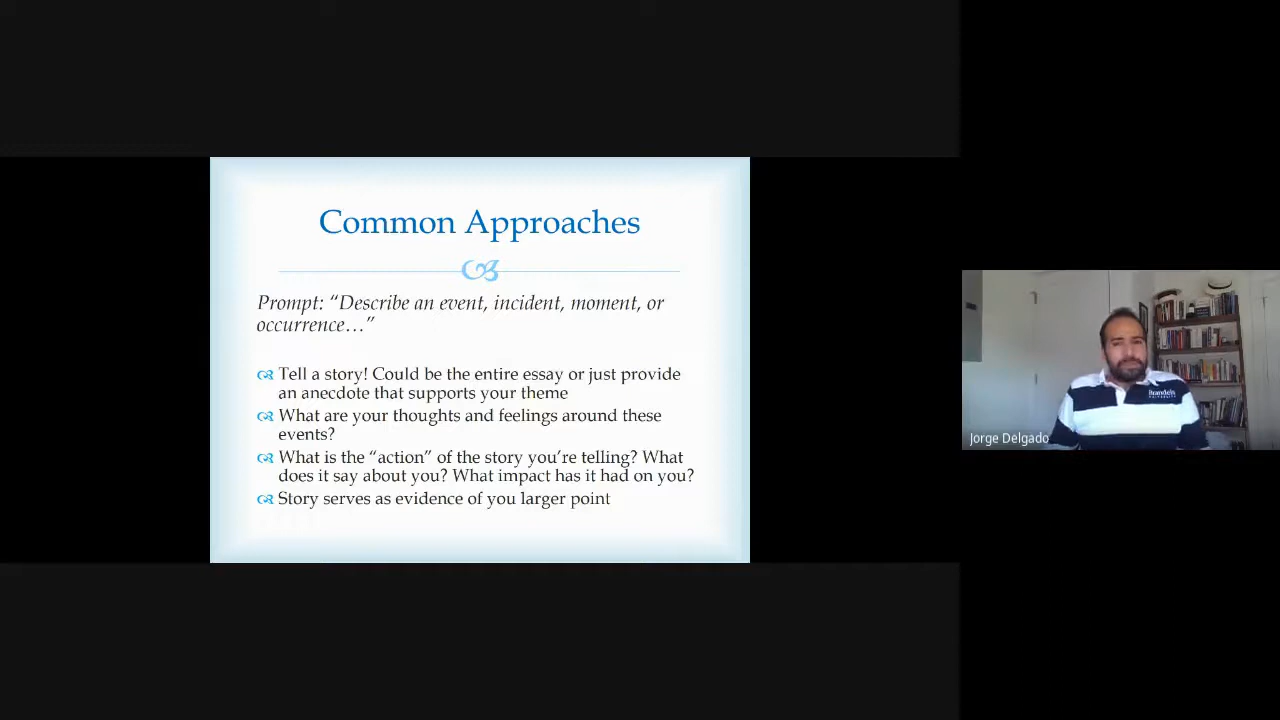 Common Approaches
Prompt: “Describe an event, incident, moment, or
occurrence…”
Tell a story! Could be the entire essay or just provide
an anecdote that supports your theme
What are your thoughts and feelings around these
events?
What is the “action” of the story you’re telling? What
does it say about you? What impact has it had on you?
Story serves as evidence of you larger point
Brandeis
UNIVERSITY
Jorge Delgado